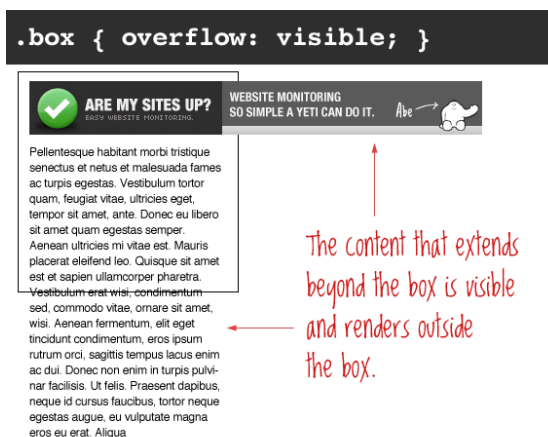 .box { overflow: visible; }
ARE MY SITES UP?
EASY WEBSITE MONITORING.
WEBSITE MONITORING
SO SIMPLE A YETI CAN DO IT.
Abe
Pellentesque habitant morbi tristique
senectus et netus et malesuada fames
ac turpis egestas. Vestibulum tortor
quam, feugiat vitae, ultricies eget,
tempor sit amet, ante. Donec eu libero
sit amet quam egestas semper.
Aenean ultricies mi vitae est. Mauris
placerat eleifend leo. Quisque sit amet
est et sapien ullamcorper pharetra.
Vestibulum erat wisi, condimentum
sed, commodo vitae, ornare sit amet,
wisi. Aenean fermentum, elit eget
tincidunt condimentum, eros ipsum
rutrum orci, sagittis tempus lacus enim
ac dui. Donec non enim in turpis pulvi-
nar facilisis. Ut felis. Praesent dapibus,
neque id cursus faucibus, tortor neque
egestas augue, eu vulputate magna
eros eu erat. Aliqua
The content that extends
beyond the box is visible
and renders outside
the box.